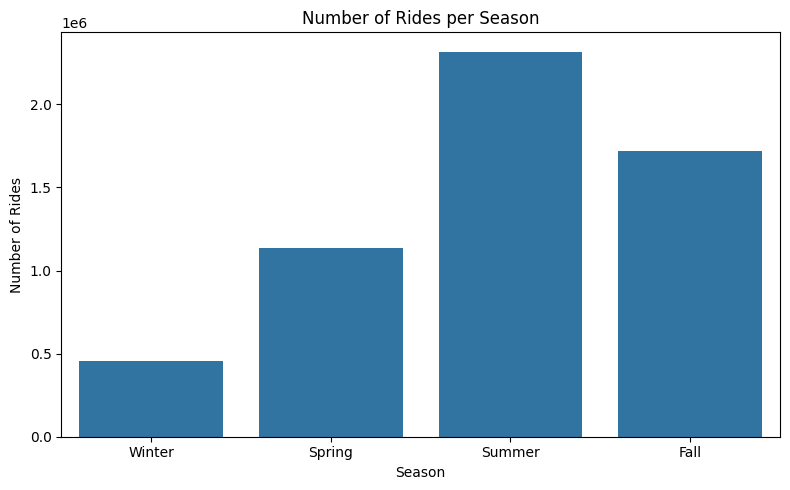 Number of Rides per Season
1e6
2.0
1.5
1.0
0.5
0.0
Number of Rides
Winter Spring Summer Fall
Season